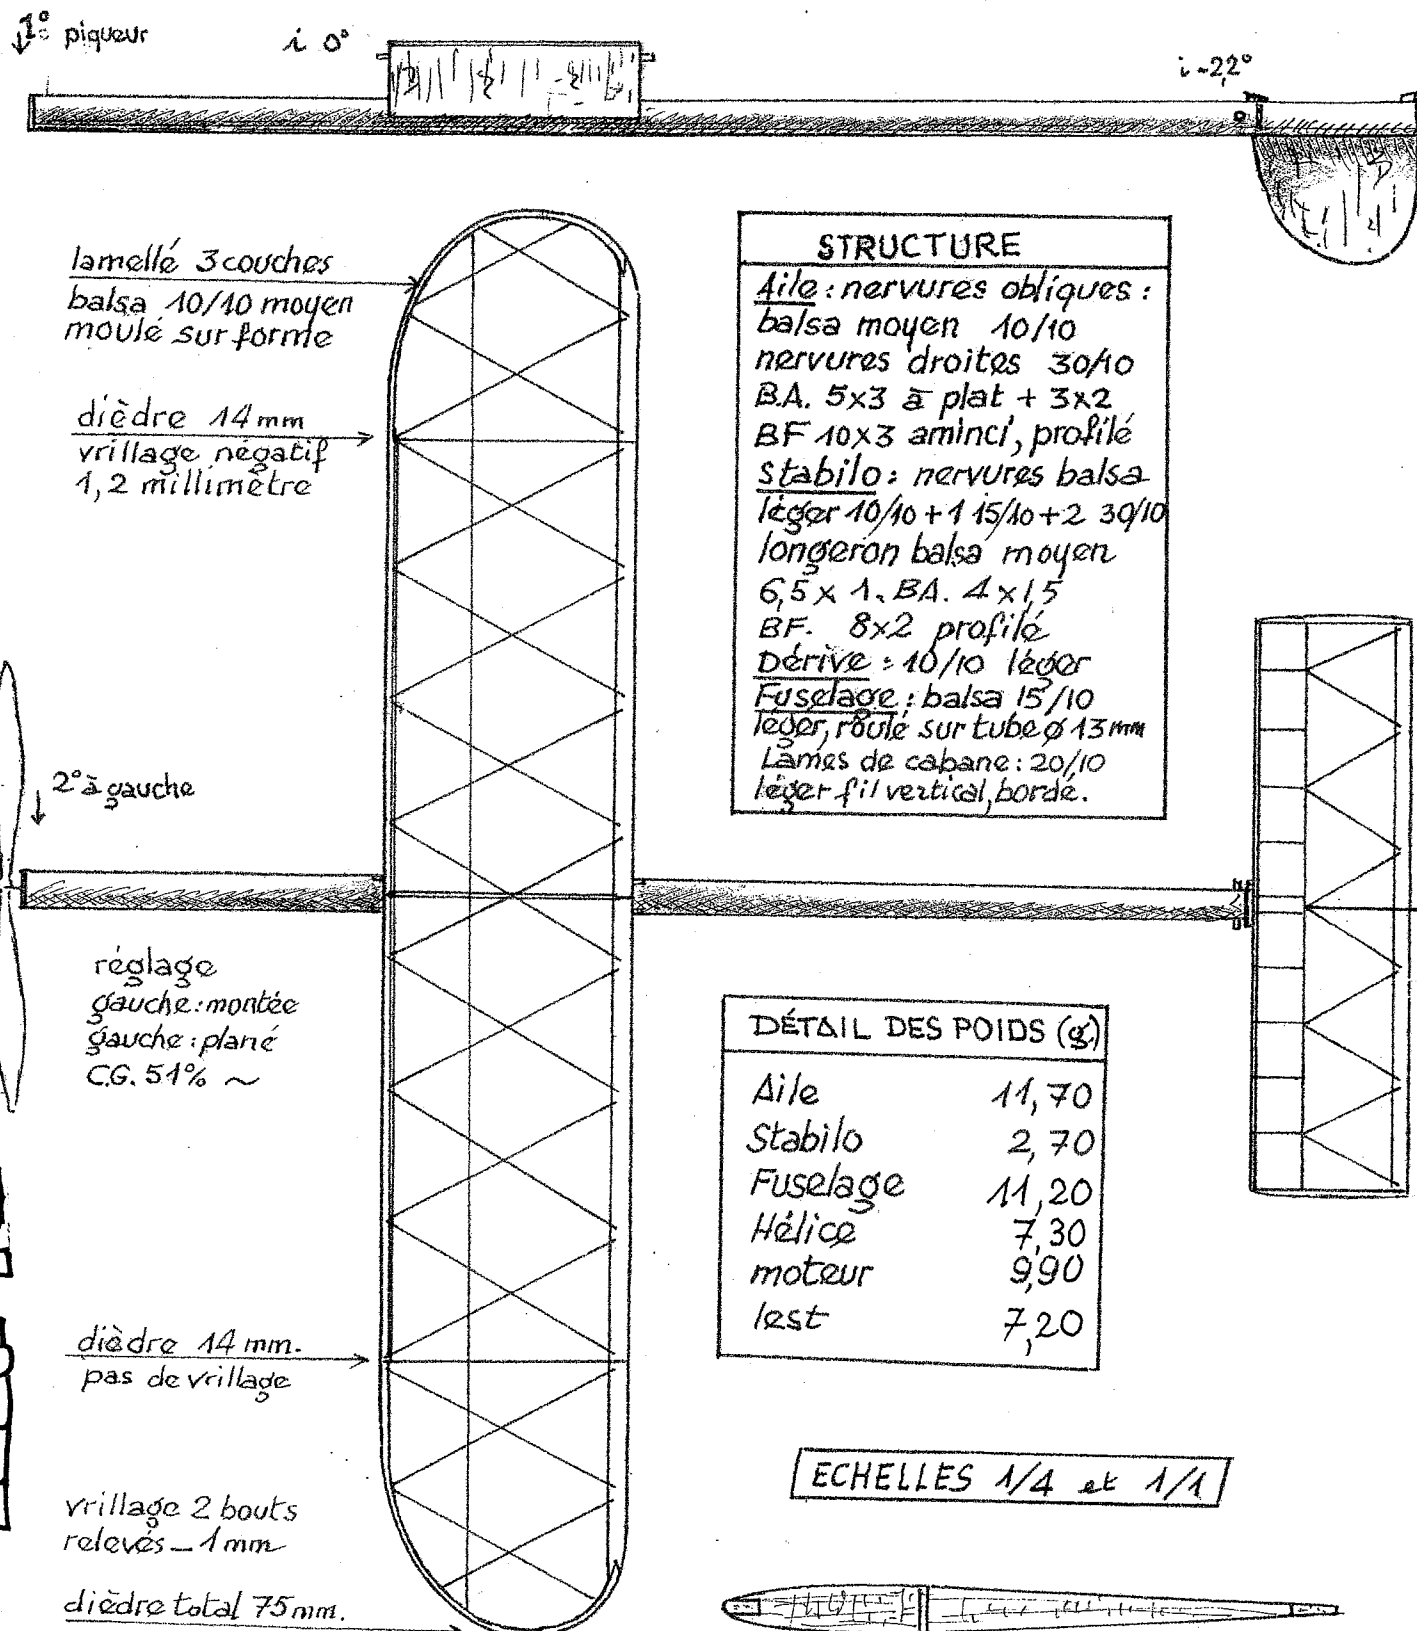 1° piqueur
i 0°
i -2,2°
lamellé 3 couches
balsa 10/10 moyen
moulé sur forme
dièdre 14 mm
vrillage négatif
1,2 millimètre
2° à gauche
réglage
gauche : montée
gauche : plané
C.G. 51% ~
dièdre 14 mm.
pas de vrillage
vrillage 2 bouts
relevés - 1 mm
dièdre total 75 mm.
STRUCTURE
Aile : nervures obliques :
balsa moyen 10/10
nervures droites 30/10
B.A. 5x3 à plat + 3x2
BF 10x3 aminci, profilé
Stabilo : nervures balsa
léger 10/10 + 1 15/10 + 2 30/10
longeron balsa moyen
6,5 x 1. BA. 4 x 1,5
BF. 8x2 profilé
Dérive : 10/10 léger
Fuselage : balsa 15/10
léger, roulé sur tube ø 13 mm
Lames de cabane : 20/10
léger fil vertical, bordé.
DÉTAIL DES POIDS (g.)
Aile 11,70
Stabilo 2,70
Fuselage 11,20
Hélice 7,30
moteur 9,90
lest 7,20
ECHELLES 1/4 et 1/1